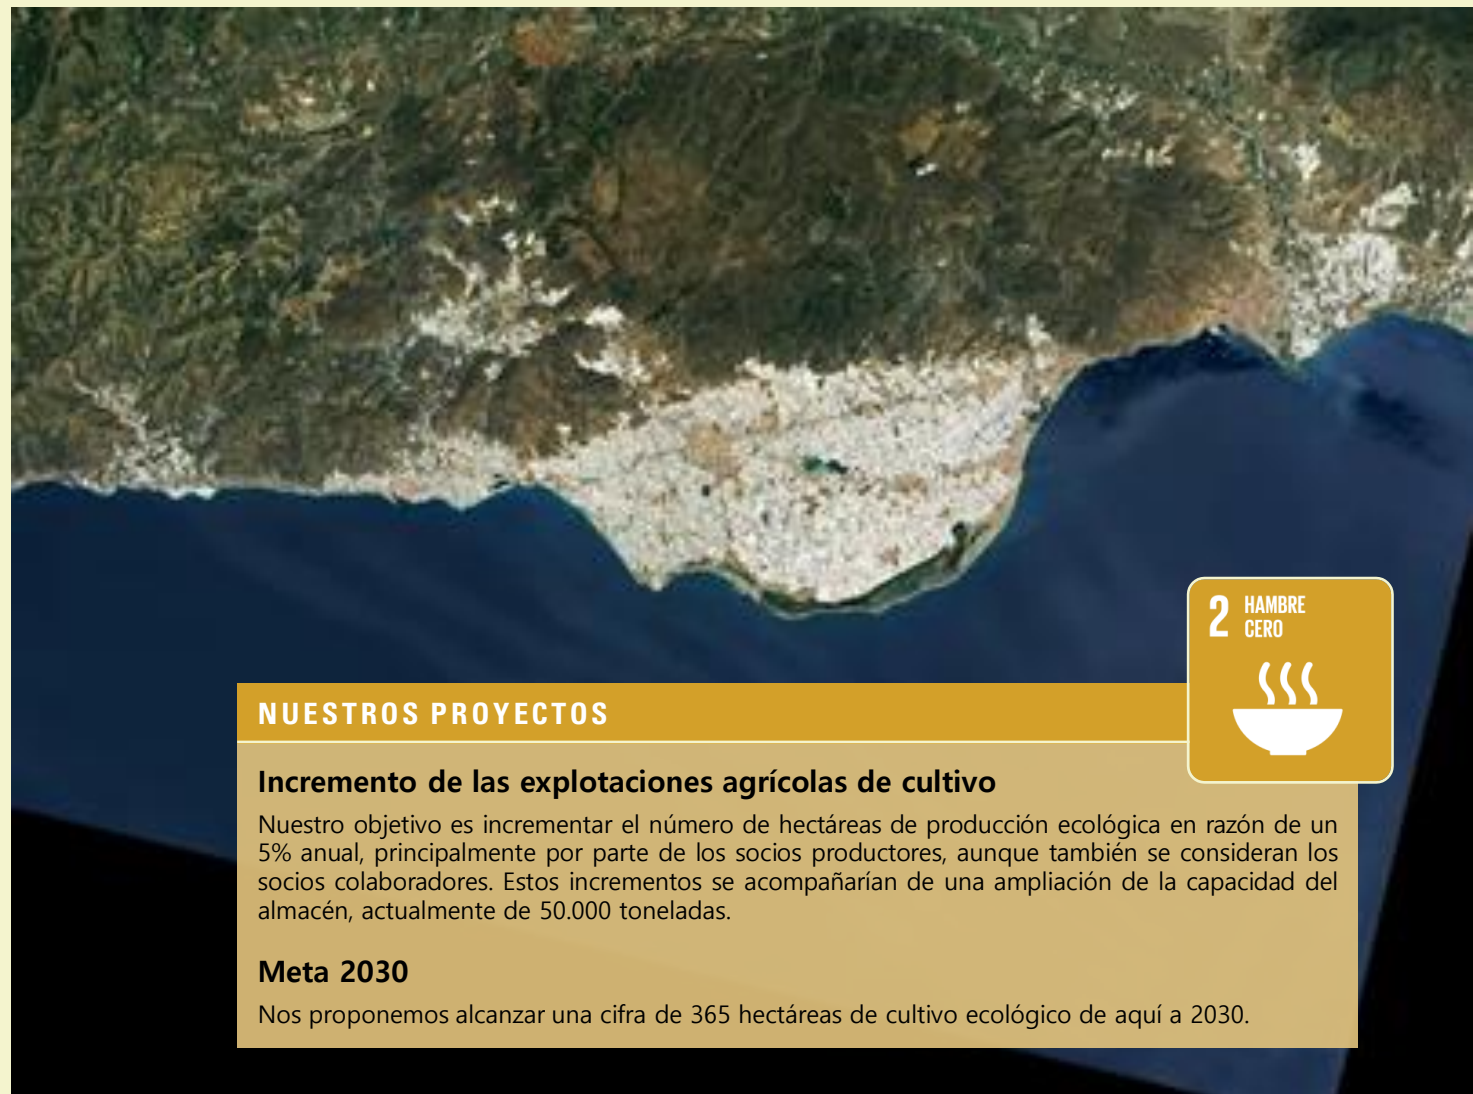 2 HAMBRE
CERO
NUESTROS PROYECTOS
Incremento de las explotaciones agrícolas de cultivo
Nuestro objetivo es incrementar el número de hectáreas de producción ecológica en razón de un
5% anual, principalmente por parte de los socios productores, aunque también se consideran los
socios colaboradores. Estos incrementos se acompañarían de una ampliación de la capacidad del
almacén, actualmente de 50.000 toneladas.
Meta 2030
Nos proponemos alcanzar una cifra de 365 hectáreas de cultivo ecológico de aquí a 2030.